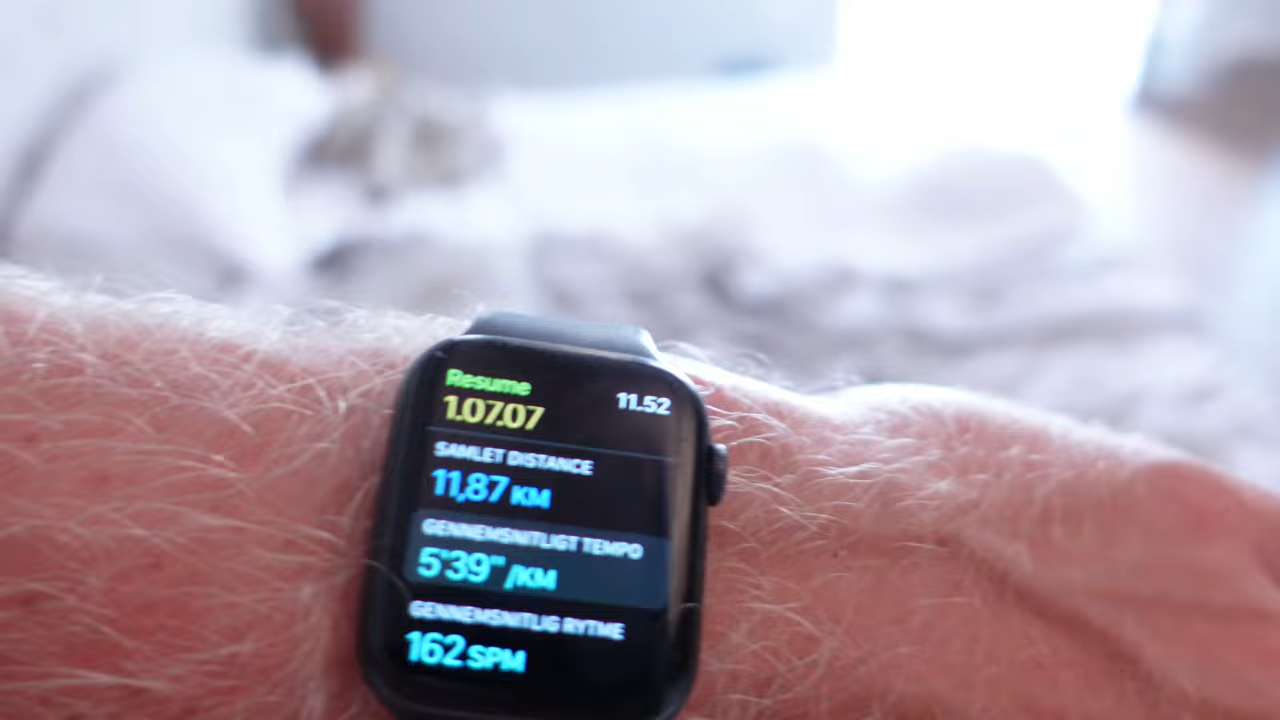 Resume
11.52
1.07.07
SAMLET DISTANCE
11,87 KM
GENNEMSNITLIGT TEMPO
5'39" /KM
GENNEMSNITLIG RYTME
162 SPM